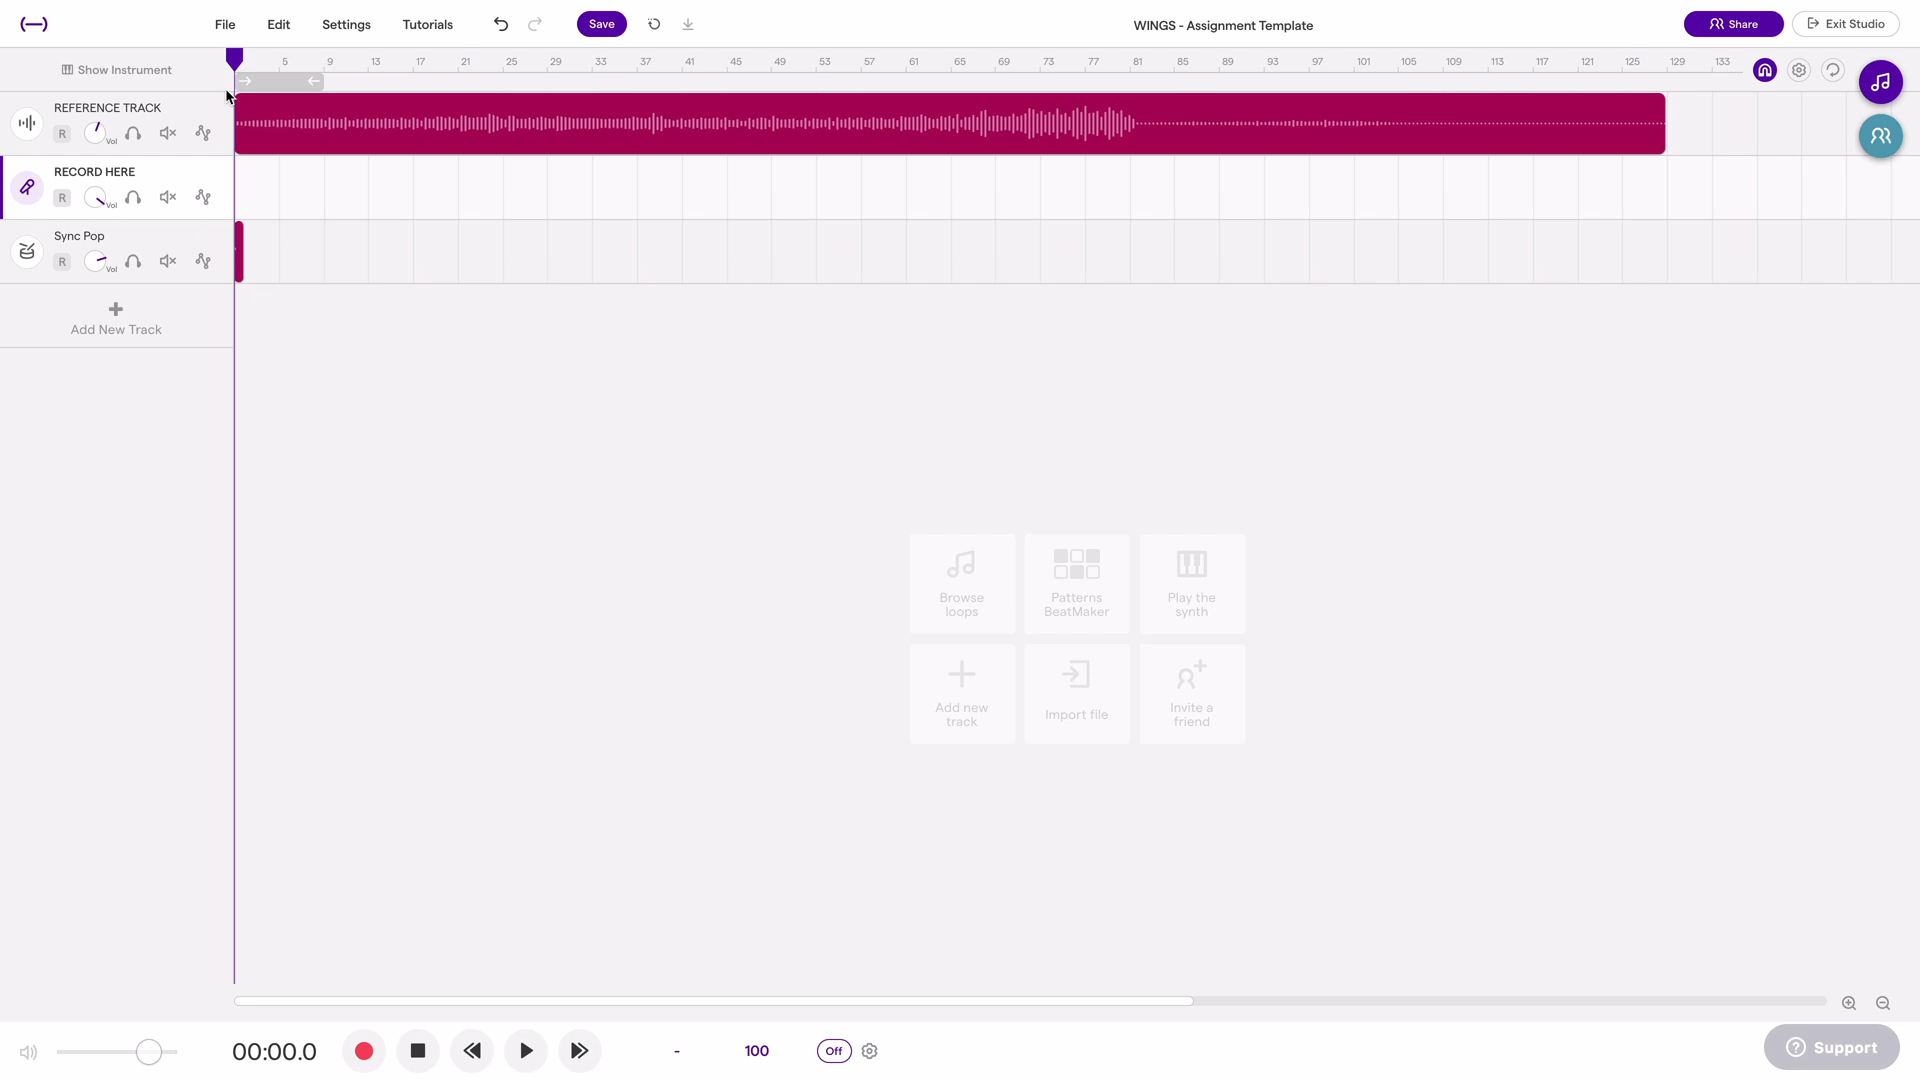 File Edit Settings Tutorials Save WINGS - Assignment Template Share Exit Studio
Show Instrument 5 9 13 17 21 25 29 33 37 41 45 49 53 57 61 65 69 73 77 81 85 89 93 97 101 105 109 113 117 121 125 129 133
REFERENCE TRACK
R Vol
RECORD HERE
R Vol
Sync Pop
R Vol
Add New Track
Browse
loops
Patterns
BeatMaker
Play the
synth
Add new
track
Import file
Invite a
friend
00:00.0 - 100 Off Support